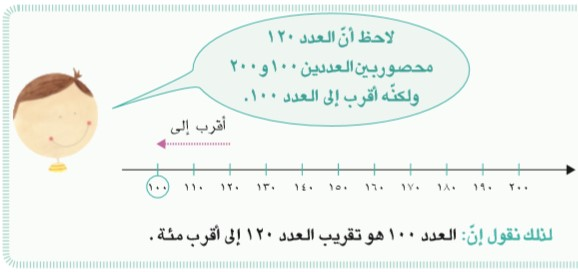 لاحظ أنّ العدد ١٢٠
محصور بين العددين ١٠٠ و ٢٠٠
ولكنّه أقرب إلى العدد ١٠٠.
أقرب إلى
١٠٠ ١١٠ ١٢٠ ١٣٠ ١٤٠ ١٥٠ ١٦٠ ١٧٠ ١٨٠ ١٩٠ ٢٠٠
لذلك نقول إنّ: العدد ١٠٠ هو تقريب العدد ١٢٠ إلى أقرب مئة.